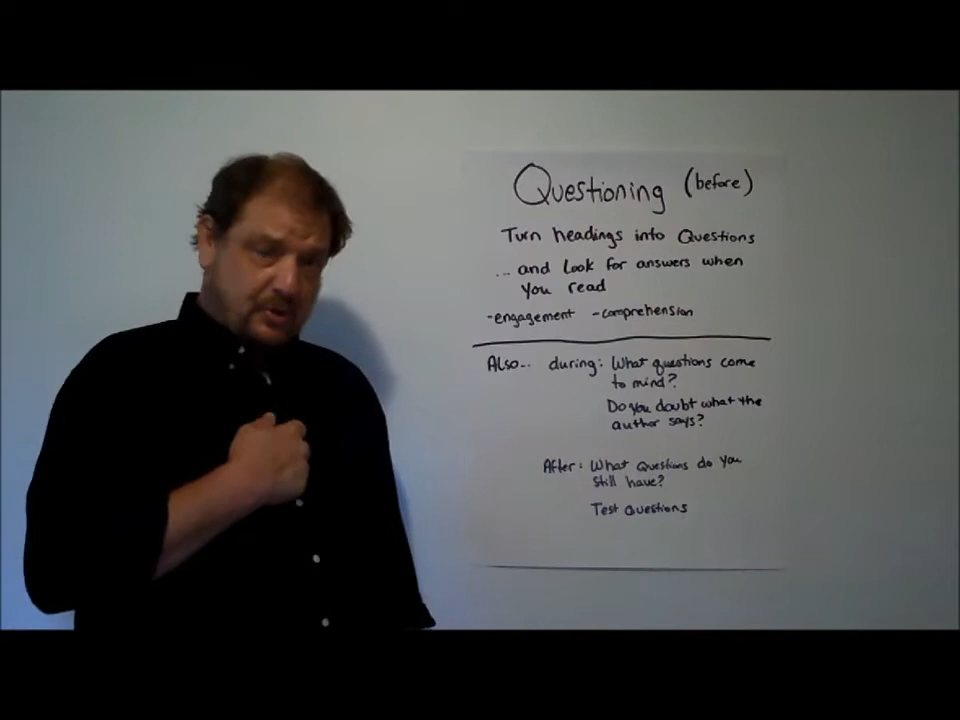 Questioning (before)
Turn headings into Questions
... and look for answers when
you read
-engagement -comprehension
Also... during: What questions come
to mind?
Do you doubt what the
author says?
After: What Questions do you
still have?
Test Questions